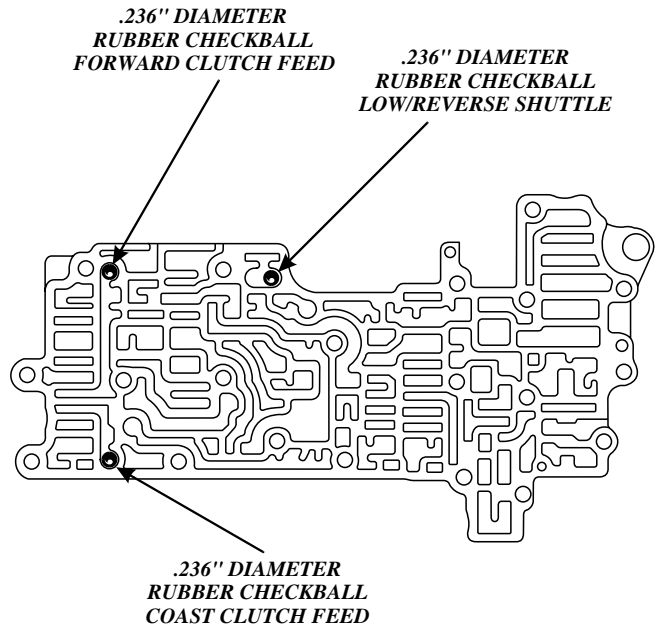 .236" DIAMETER
RUBBER CHECKBALL
FORWARD CLUTCH FEED
.236" DIAMETER
RUBBER CHECKBALL
LOW/REVERSE SHUTTLE
.236" DIAMETER
RUBBER CHECKBALL
COAST CLUTCH FEED